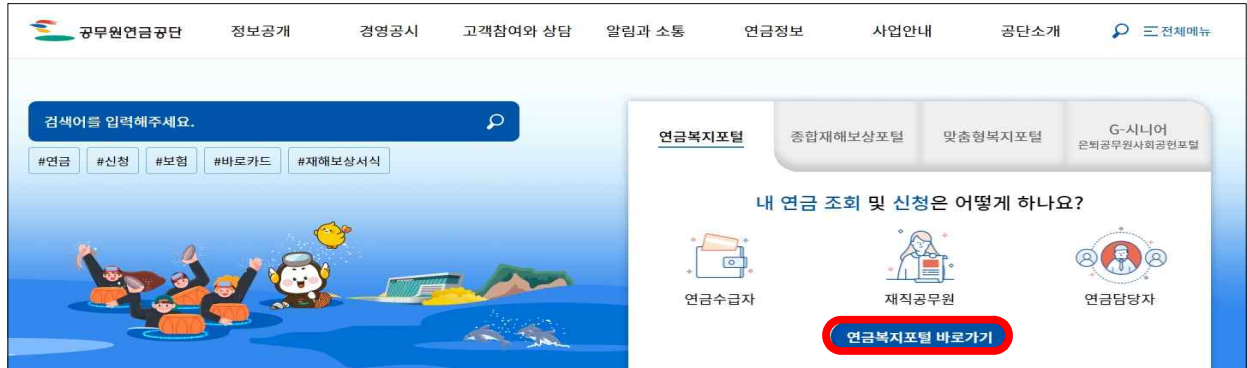 공무원연금공단 정보공개 경영공시 고객참여와 상담 알림과 소통 연금정보 사업안내 공단소개 전체메뉴
검색어를 입력해주세요.
#연금 #신청 #보험 #바로카드 #재해보상서식
연금복지포털 종합재해보상포털 맞춤형복지포털 G-시니어
은퇴공무원사회공헌포털
내 연금 조회 및 신청은 어떻게 하나요?
연금수급자 재직공무원 연금담당자
연금복지포털 바로가기